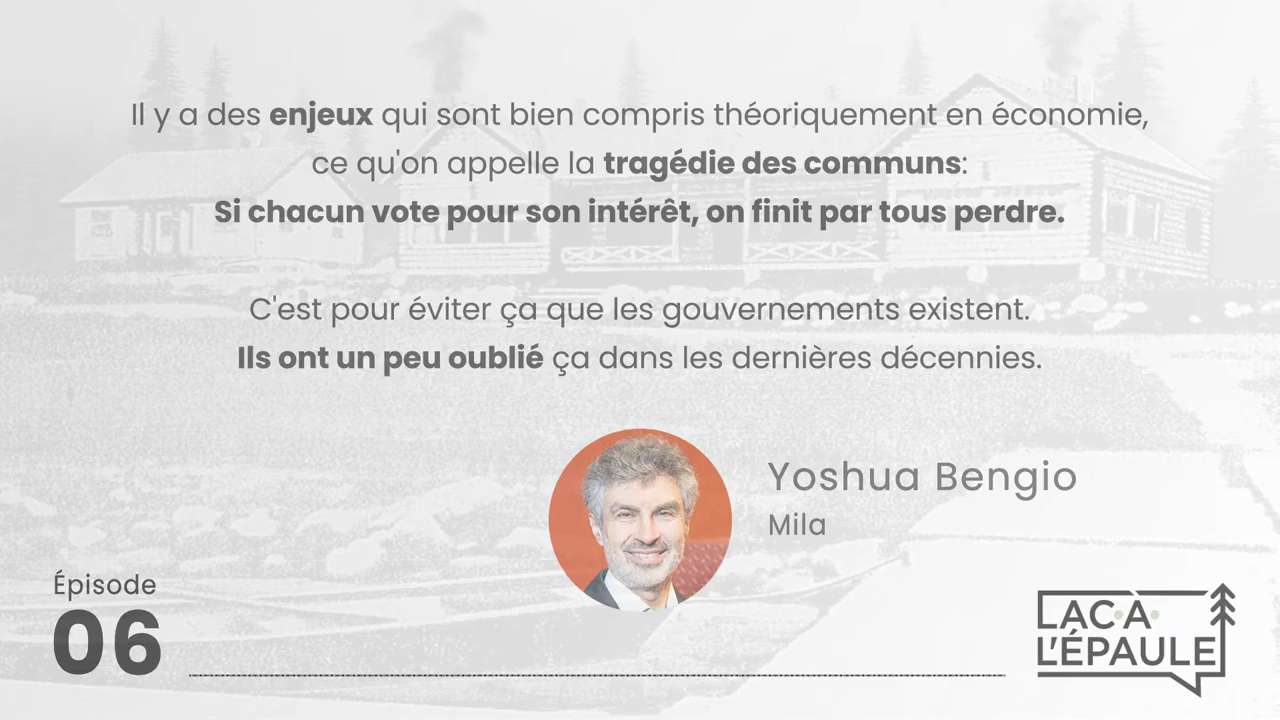 Il y a des enjeux qui sont bien compris théoriquement en économie,
ce qu'on appelle la tragédie des communs:
Si chacun vote pour son intérêt, on finit par tous perdre.
C'est pour éviter ça que les gouvernements existent.
Ils ont un peu oublié ça dans les dernières décennies.
Yoshua Bengio
Mila
Épisode
06
LAC·À·
L'ÉPAULE